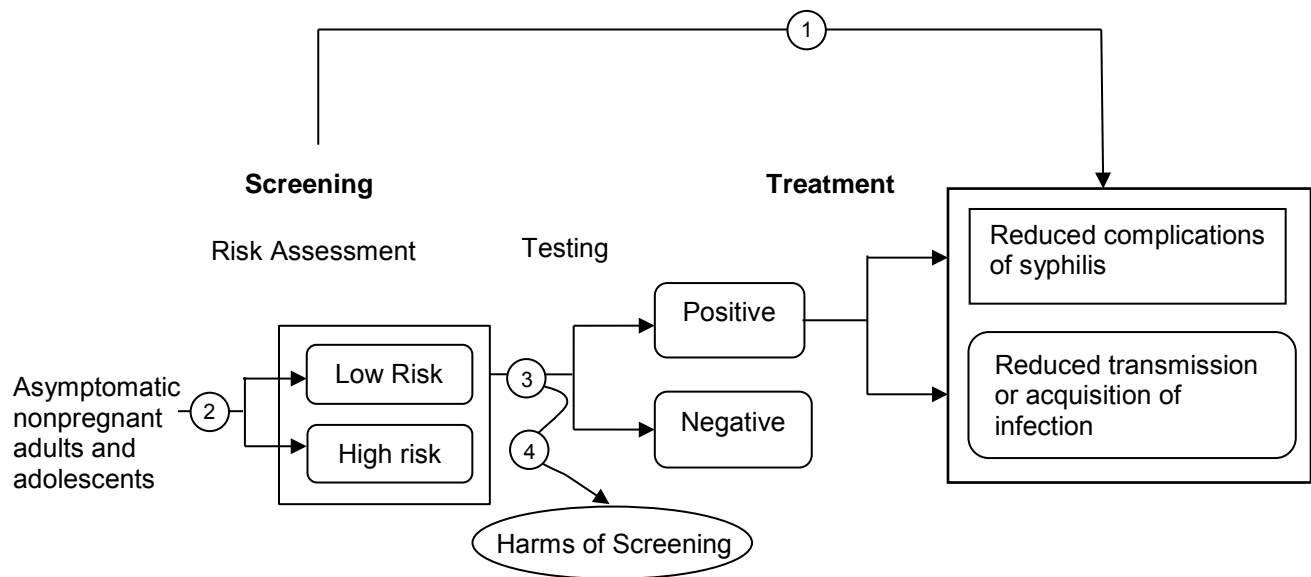 1
Screening
Treatment
Risk Assessment
Testing
Reduced complications
of syphilis
Positive
Reduced transmission
or acquisition of
infection
Low Risk
3
Asymptomatic
nonpregnant
adults and
adolescents
2
Negative
High risk
4
Harms of Screening